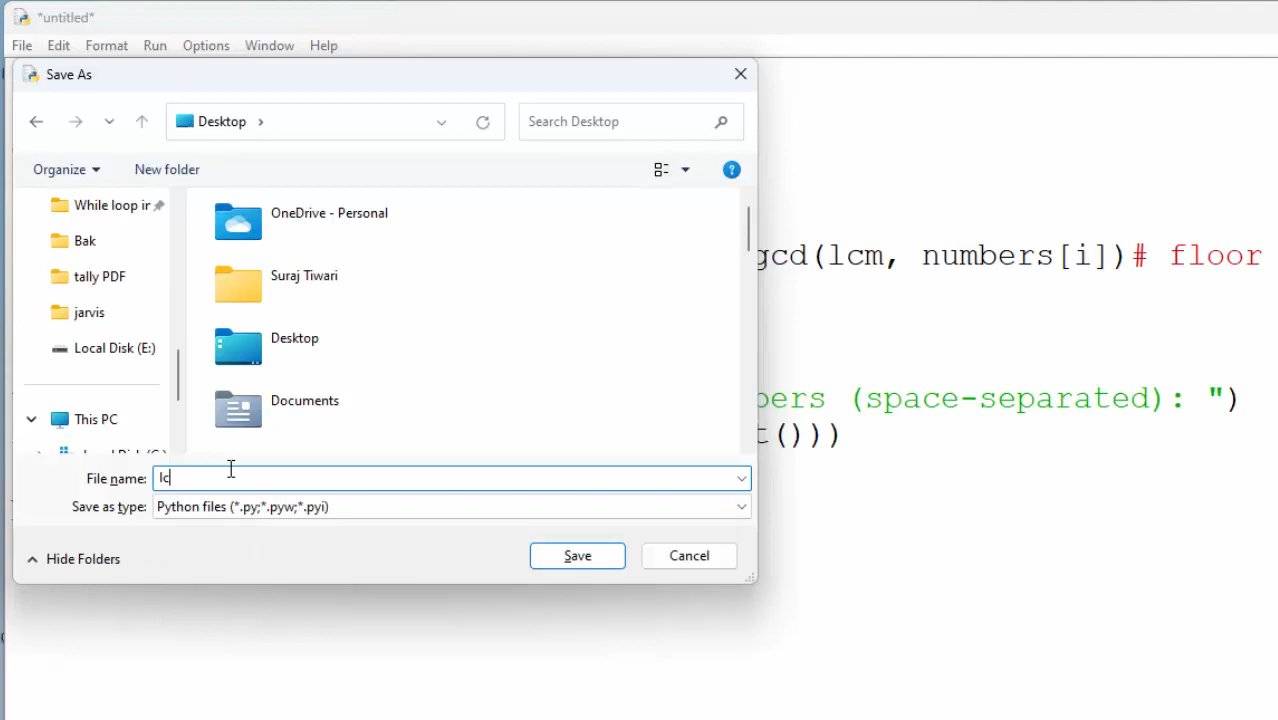 *untitled*
File Edit Format Run Options Window Help
Save As
Desktop
Search Desktop
Organize New folder
While loop ir
Bak
tally PDF
jarvis
Local Disk (E:)
This PC
OneDrive - Personal
Suraj Tiwari
Desktop
Documents
File name: lc
Save as type: Python files (*.py;*.pyw;*.pyi)
Hide Folders
Save
Cancel
gcd(lcm, numbers[i])# floor
bers (space-separated): ")
t()))